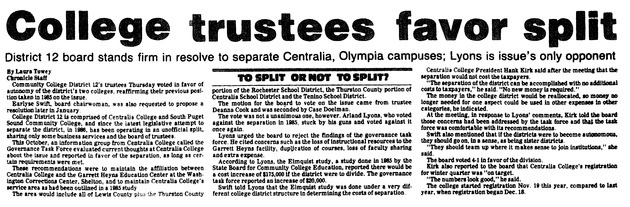 College trustees favor split
District 12 board stands firm in resolve to separate Centralia, Olympia campuses; Lyons is issue's only opponent
By Laura Towey
Chronicle Staff
Community College District 12's trustees Thursday voted in favor of
autonomy of the district's two colleges, reaffirming their previous posi-
tion taken in 1985 on the issue.
Earlyse Swift, board chairwoman, was also requested to propose a
resolution later in January
College District 12 is comprised of Centralia College and South Puget
Sound Community College, and since the latest legislative attempt to
separate the district, in 1986, has been operating in an unofficial split,
sharing only some business services and the board of trustees.
This October, an information group from Centralia College called the
Governance Task Force evaluated current thoughts at Centralia College
about the issue and reported in favor of the separation, as long as cer-
tain requirements were met.
These recommendations were to maintain the affiliation between
Centralia College and the Garrett Heyns Education Center at the Wash-
ington Corrections Center, Shelton, and to maintain Centralia College's
service area as had been outlined in a 1985 study
The area would include all of Lewis County plus the Thurston County
TO SPLIT OR NOT TO SPLIT?
portion of the Rochester School District, the Thurston County portion of
Centralia School District and the Tenino School District.
The motion for the board to vote on the issue came from trustee
Deanna Cook and was seconded by Case Doelman.
The vote was not a unanimous one, however. Arland Lyons, who voted
against the separation in 1985, stuck by his guns and voted against it
once again
Lyons urged the board to reject the findings of the governance task
force. He cited concerns such as the loss of instructional resources to the
Garrett Heyns facility, duplication of courses, loss of faculty sharing
and extra expense.
According to Lyons, the Elmquist study, a study done in 1985 by the
State Board for Community College Education, reported there would be
a cost increase of $175,000 if the district were to separate. The governance
task force reported an increase of $20,000.
Swift told Lyons that the Elmquist study was done under a very dif-
ferent college district structure in determining the costs of separation
Centralia College President Hank Kirk said after the meeting that the
separation would not cost the taxpayers.
"The separation of the district can be accomplished with no additional
costs to taxpayers," he said. "No new money is required."
The money in the college district would be reallocated, so money no
longer needed for one aspect could be used in other expenses in other
categories, he indicated.
At the meeting, in response to Lyons' comments, Kirk told the board
those concerns had been addressed by the task force and that the task
force was comfortable with its recommendations.
Swift also mentioned that if the districts were to become autonomous,
they should go on, in a sense, as being sister districts.
"They should team up where it makes sense to join institutions," she
said.
The board voted 4-1 in favor of the division.
Kirk also reported to the board that Centralia College's registration
for winter quarter was "on target.
"The numbers look good," he said.
The college started registration Nov. 19 this year, compared to last
year, when registration began Dec. 18.